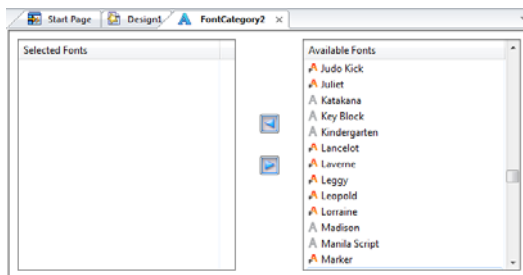 Start Page Design1 FontCategory2
Selected Fonts
Available Fonts
Judo Kick
Juliet
Katakana
Key Block
Kindergarten
Lancelot
Laverne
Leggy
Leopold
Lorraine
Madison
Manila Script
Marker